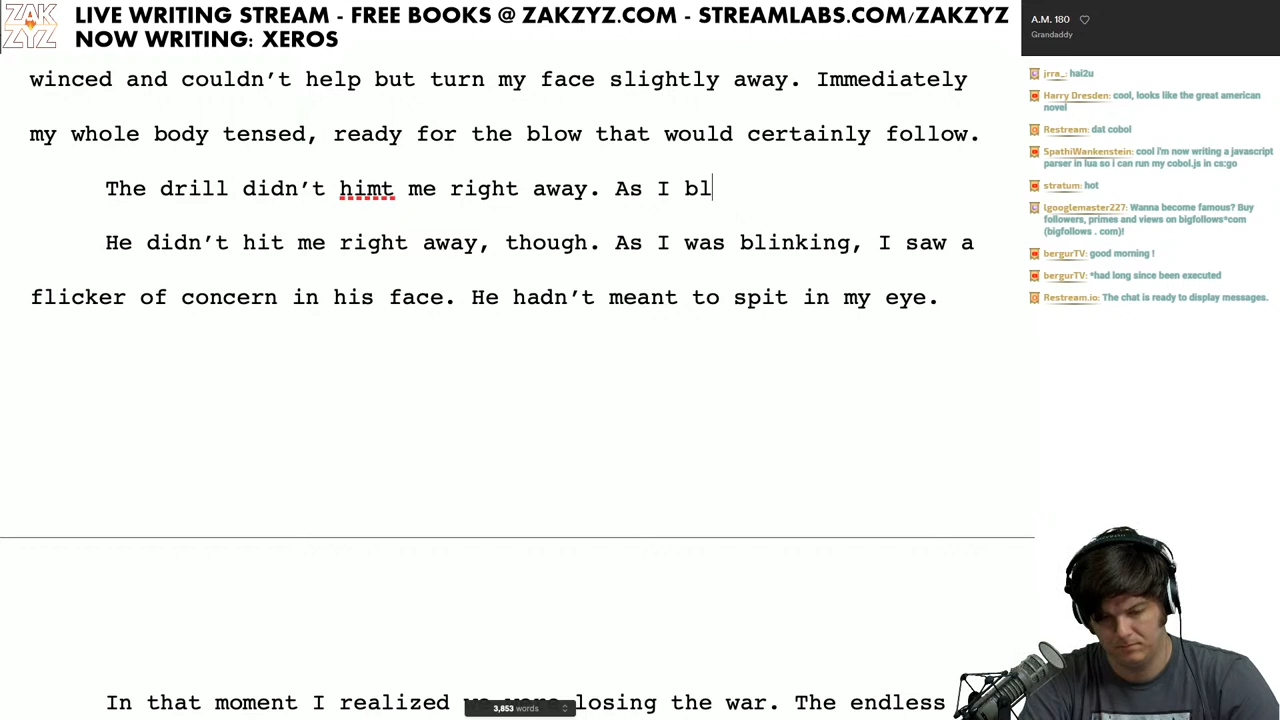 ZAK
ZYZ
LIVE WRITING STREAM - FREE BOOKS @ ZAKZYZ.COM - STREAMLABS.COM/ZAKZYZ
NOW WRITING: XEROS
winced and couldn’t help but turn my face slightly away. Immediately
my whole body tensed, ready for the blow that would certainly follow.
The drill didn’t himt me right away. As I bl
He didn’t hit me right away, though. As I was blinking, I saw a
flicker of concern in his face. He hadn’t meant to spit in my eye.
In that moment I realized we were losing the war. The endless
3,853 words
A.M. 180
Grandaddy
jrra_: hai2u
Harry Dresden: cool, looks like the great american
novel
Restream: dat cobol
SpathiWankenstein: cool i'm now writing a javascript
parser in lua so i can run my cobol.js in cs:go
stratum: hot
lgooglemaster227: Wanna become famous? Buy
followers, primes and views on bigfollows*com
(bigfollows . com)!
bergurTV: good morning !
bergurTV: *had long since been executed
Restream.io: The chat is ready to display messages.